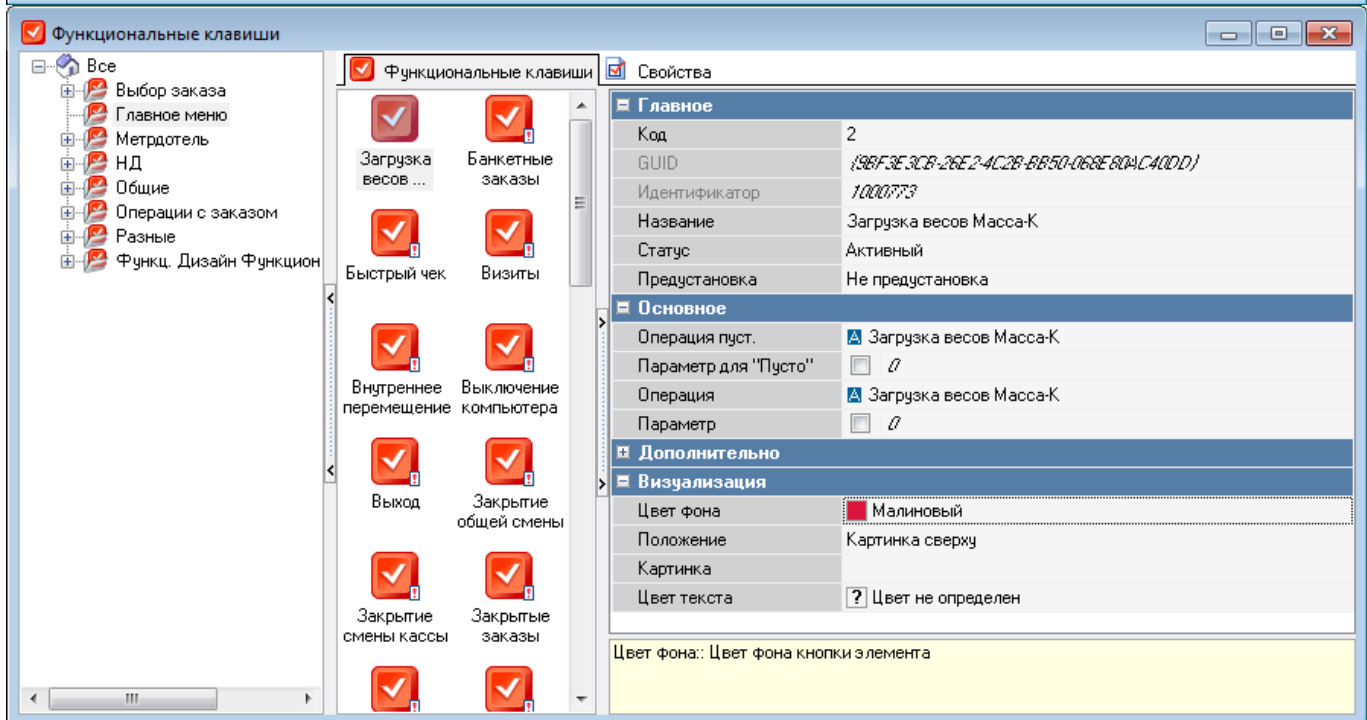 Функциональные клавиши
Все
Выбор заказа
Главное меню
Метрдотель
НД
Общие
Операции с заказом
Разные
Функц. Дизайн Функцион
Функциональные клавиши
Свойства
Загрузка
весов ...
Банкетные
заказы
Быстрый чек
Визиты
Внутреннее
перемещение
Выключение
компьютера
Выход
Закрытие
общей смены
Закрытие
смены кассы
Закрытые
заказы
Главное
Код 2
GUID {9BF3E3CB-26E2-4C2B-BB50-068E80AC40DD}
Идентификатор 1000773
Название Загрузка весов Масса-К
Статус Активный
Предустановка Не предустановка
Основное
Операция пуст. A Загрузка весов Масса-К
Параметр для "Пусто" 0
Операция A Загрузка весов Масса-К
Параметр 0
Дополнительно
Визуализация
Цвет фона Малиновый
Положение Картинка сверху
Картинка
Цвет текста ? Цвет не определен
Цвет фона:: Цвет фона кнопки элемента